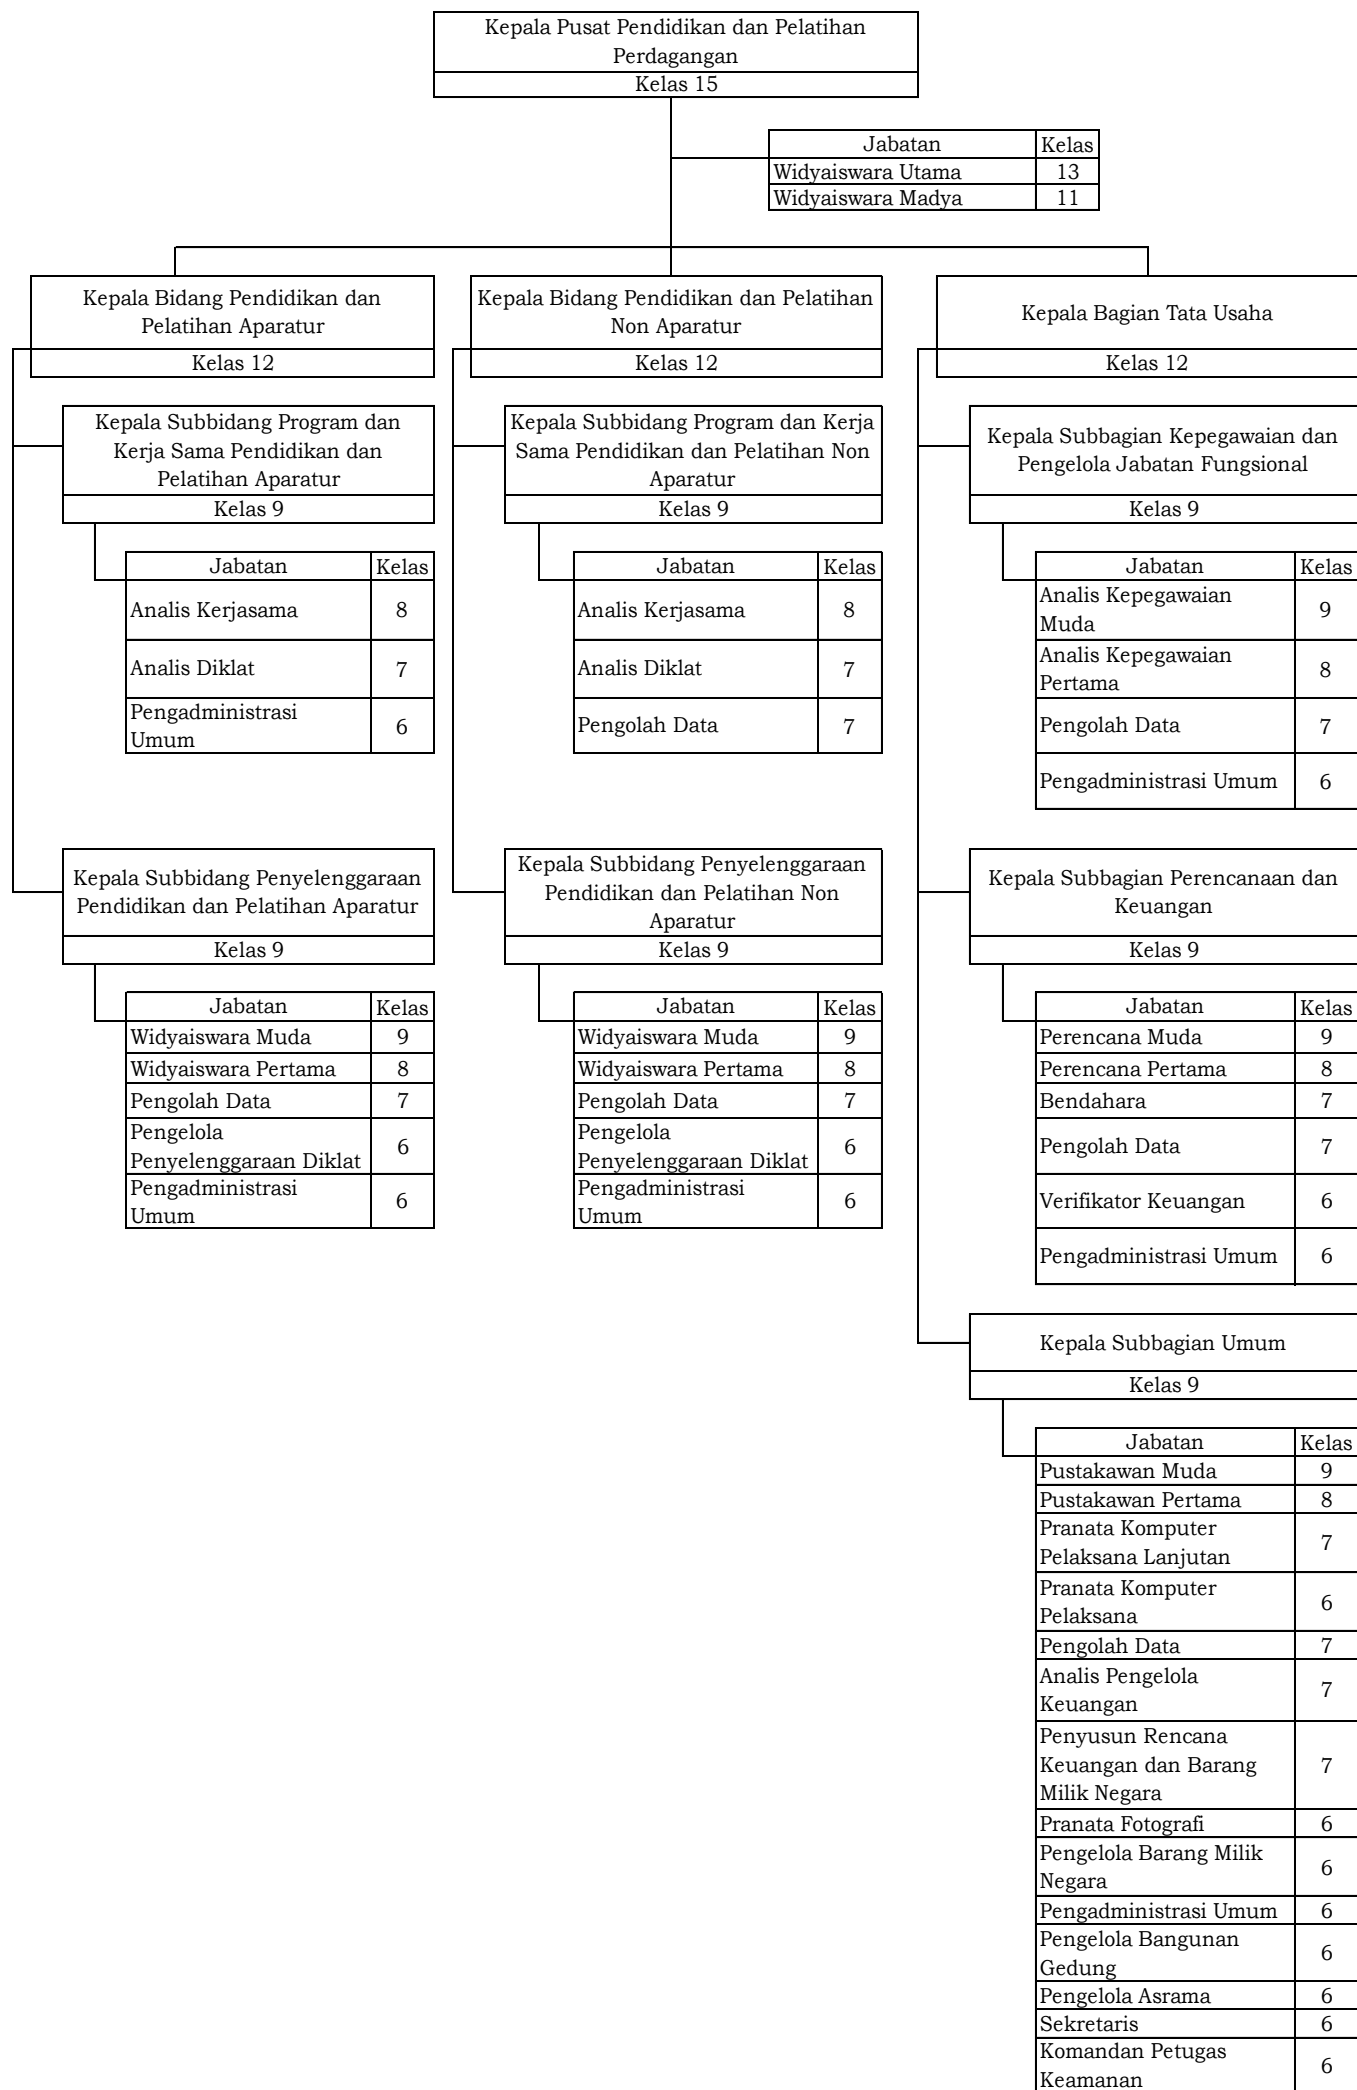 Kepala Pusat Pendidikan dan Pelatihan
Perdagangan
Kelas 15
Jabatan Kelas
Widyaiswara Utama 13
Widyaiswara Madya 11
Kepala Bidang Pendidikan dan
Pelatihan Aparatur
Kelas 12
Kepala Subbidang Program dan
Kerja Sama Pendidikan dan
Pelatihan Aparatur
Kelas 9
Jabatan Kelas
Analis Kerjasama 8
Analis Diklat 7
Pengadministrasi
Umum 6
Kepala Subbidang Penyelenggaraan
Pendidikan dan Pelatihan Aparatur
Kelas 9
Jabatan Kelas
Widyaiswara Muda 9
Widyaiswara Pertama 8
Pengolah Data 7
Pengelola
Penyelenggaraan Diklat 6
Pengadministrasi
Umum 6
Kepala Bidang Pendidikan dan Pelatihan
Non Aparatur
Kelas 12
Kepala Subbidang Program dan Kerja
Sama Pendidikan dan Pelatihan Non
Aparatur
Kelas 9
Jabatan Kelas
Analis Kerjasama 8
Analis Diklat 7
Pengolah Data 7
Kepala Subbidang Penyelenggaraan
Pendidikan dan Pelatihan Non
Aparatur
Kelas 9
Jabatan Kelas
Widyaiswara Muda 9
Widyaiswara Pertama 8
Pengolah Data 7
Pengelola
Penyelenggaraan Diklat 6
Pengadministrasi
Umum 6
Kepala Bagian Tata Usaha
Kelas 12
Kepala Subbagian Kepegawaian dan
Pengelola Jabatan Fungsional
Kelas 9
Jabatan Kelas
Analis Kepegawaian
Muda 9
Analis Kepegawaian
Pertama 8
Pengolah Data 7
Pengadministrasi Umum 6
Kepala Subbagian Perencanaan dan
Keuangan
Kelas 9
Jabatan Kelas
Perencana Muda 9
Perencana Pertama 8
Bendahara 7
Pengolah Data 7
Verifikator Keuangan 6
Pengadministrasi Umum 6
Kepala Subbagian Umum
Kelas 9
Jabatan Kelas
Pustakawan Muda 9
Pustakawan Pertama 8
Pranata Komputer
Pelaksana Lanjutan 7
Pranata Komputer
Pelaksana 6
Pengolah Data 7
Analis Pengelola
Keuangan 7
Penyusun Rencana
Keuangan dan Barang 7
Milik Negara
Pranata Fotografi 6
Pengelola Barang Milik
Negara 6
Pengadministrasi Umum 6
Pengelola Bangunan
Gedung 6
Pengelola Asrama 6
Sekretaris 6
Komandan Petugas
Keamanan 6